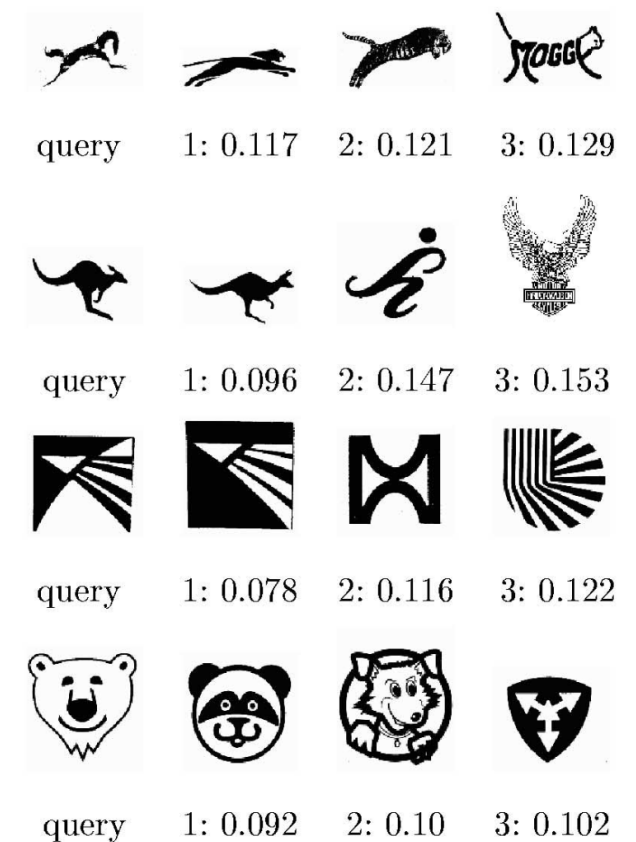 MOGGY
query 1: 0.117 2: 0.121 3: 0.129
query 1: 0.096 2: 0.147 3: 0.153
query 1: 0.078 2: 0.116 3: 0.122
query 1: 0.092 2: 0.10 3: 0.102